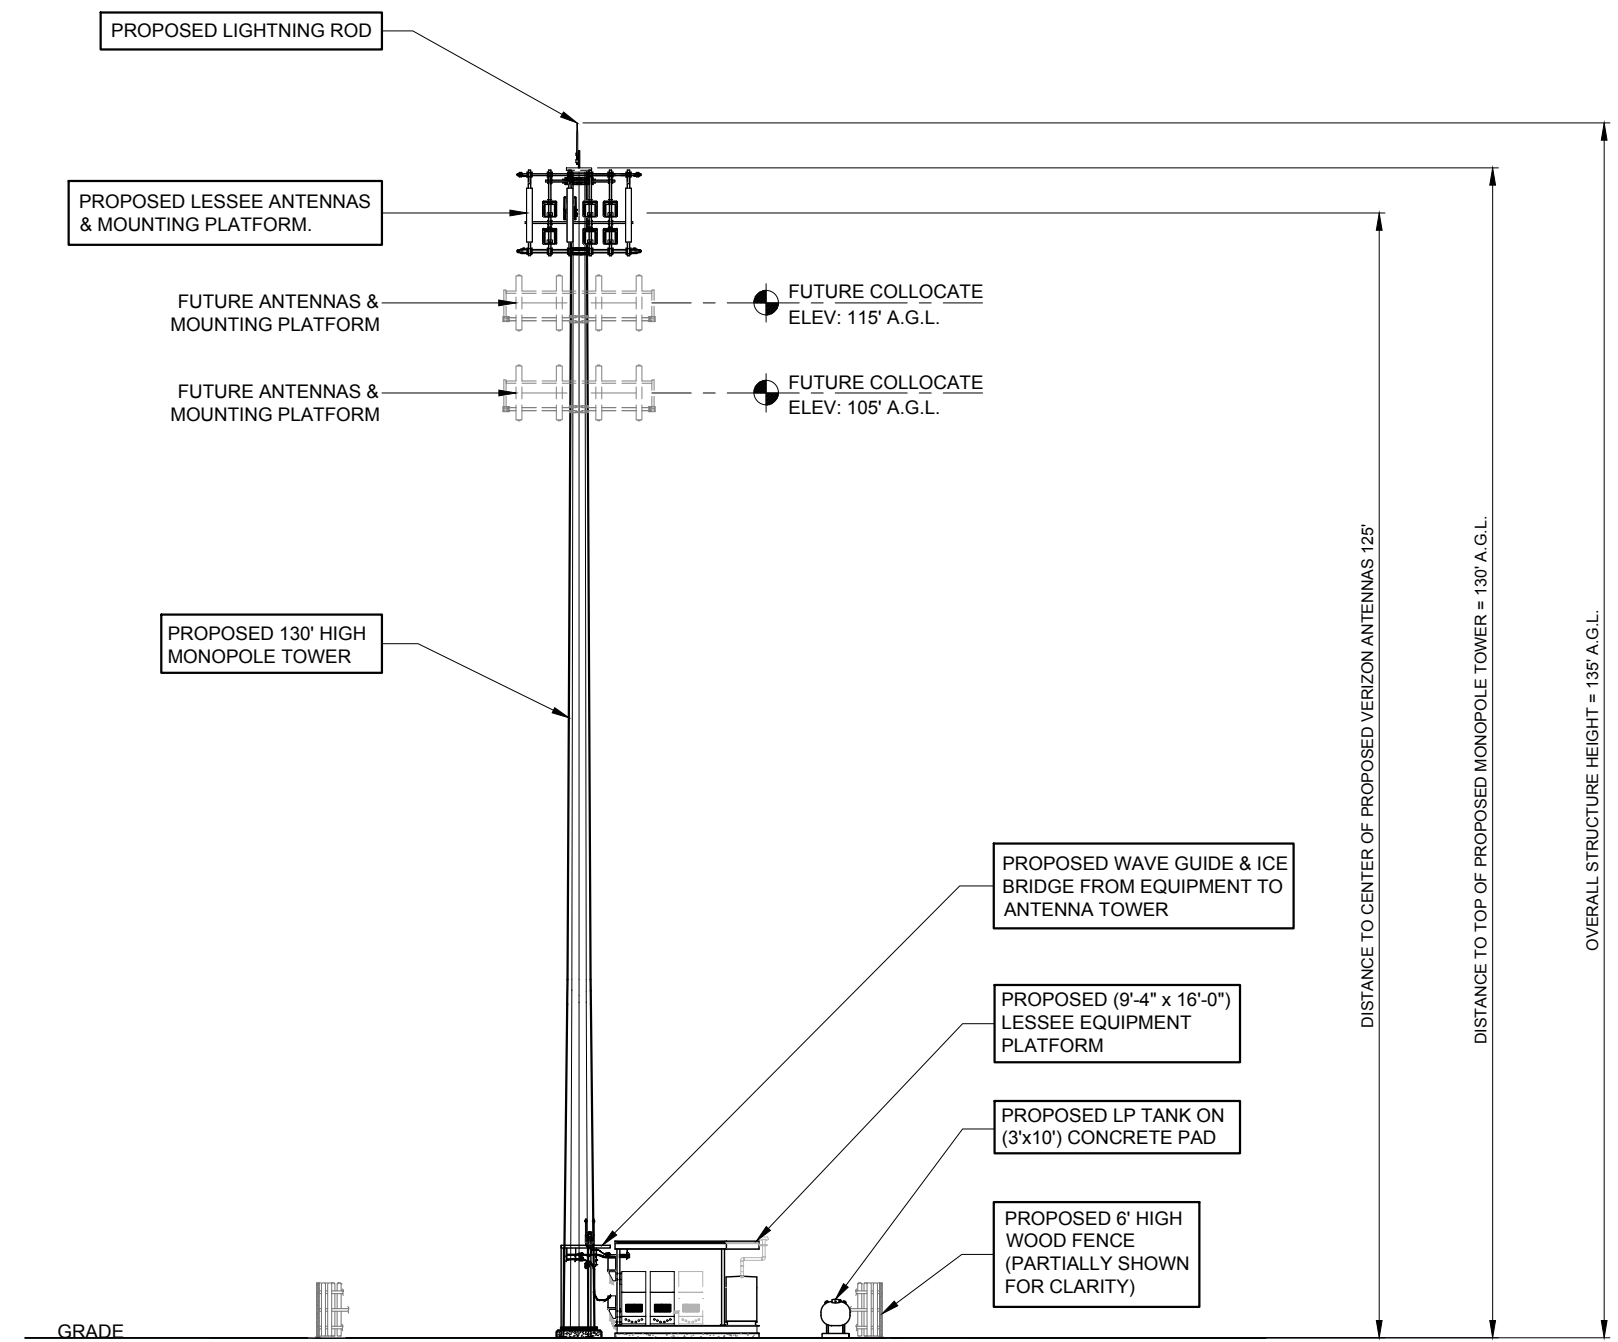 PROPOSED LIGHTNING ROD
PROPOSED LESSEE ANTENNAS
& MOUNTING PLATFORM.
FUTURE ANTENNAS &
MOUNTING PLATFORM
FUTURE COLLOCATE
ELEV: 115' A.G.L.
FUTURE ANTENNAS &
MOUNTING PLATFORM
FUTURE COLLOCATE
ELEV: 105' A.G.L.
PROPOSED 130' HIGH
MONOPOLE TOWER
DISTANCE TO CENTER OF PROPOSED VERIZON ANTENNAS 125'
DISTANCE TO TOP OF PROPOSED MONOPOLE TOWER = 130' A.G.L.
OVERALL STRUCTURE HEIGHT = 135' A.G.L.
PROPOSED WAVE GUIDE & ICE
BRIDGE FROM EQUIPMENT TO
ANTENNA TOWER
PROPOSED (9'-4" x 16'-0")
LESSEE EQUIPMENT
PLATFORM
PROPOSED LP TANK ON
(3'x10') CONCRETE PAD
PROPOSED 6' HIGH
WOOD FENCE
(PARTIALLY SHOWN
FOR CLARITY)
GRADE